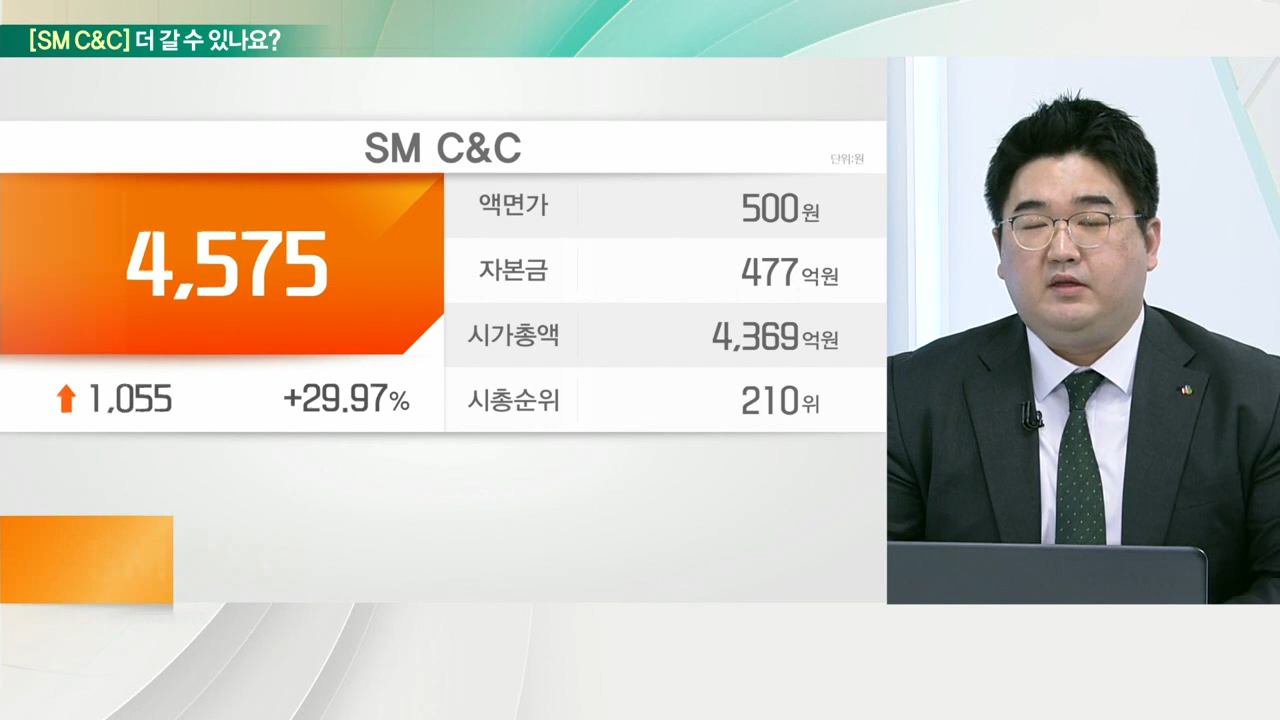 [SM C&C] 더 갈 수 있나요?
SM C&C
단위:원
4,575
1,055 +29.97%
액면가 500원
자본금 477억원
시가총액 4,369억원
시총순위 210위